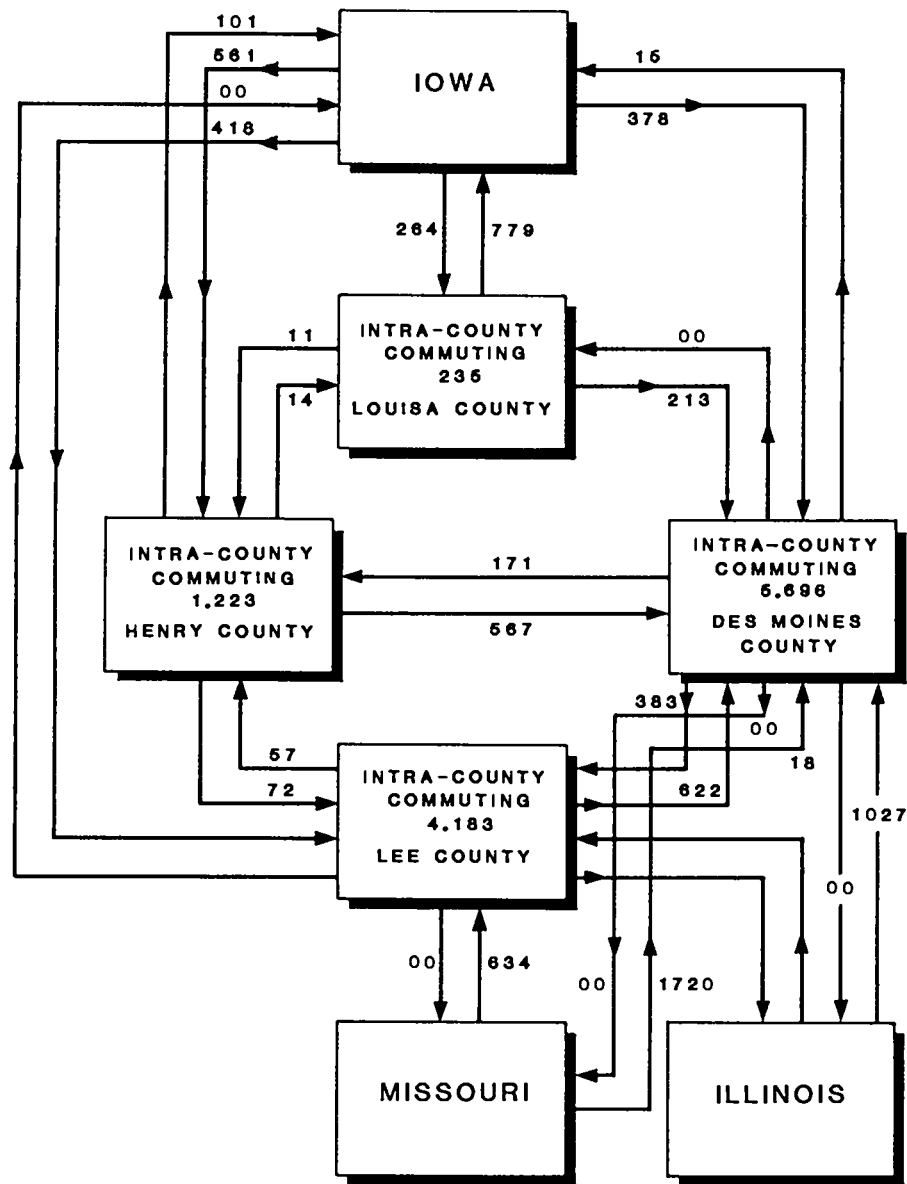 101
561
00
418
IOWA
15
378
264
779
INTRA-COUNTY
COMMUTING
235
LOUISA COUNTY
11
14
00
213
INTRA-COUNTY
COMMUTING
1,223
HENRY COUNTY
171
567
INTRA-COUNTY
COMMUTING
5,696
DES MOINES
COUNTY
57
72
INTRA-COUNTY
COMMUTING
4,183
LEE COUNTY
383
00
18
622
1027
00
00
634
00
1720
MISSOURI
ILLINOIS